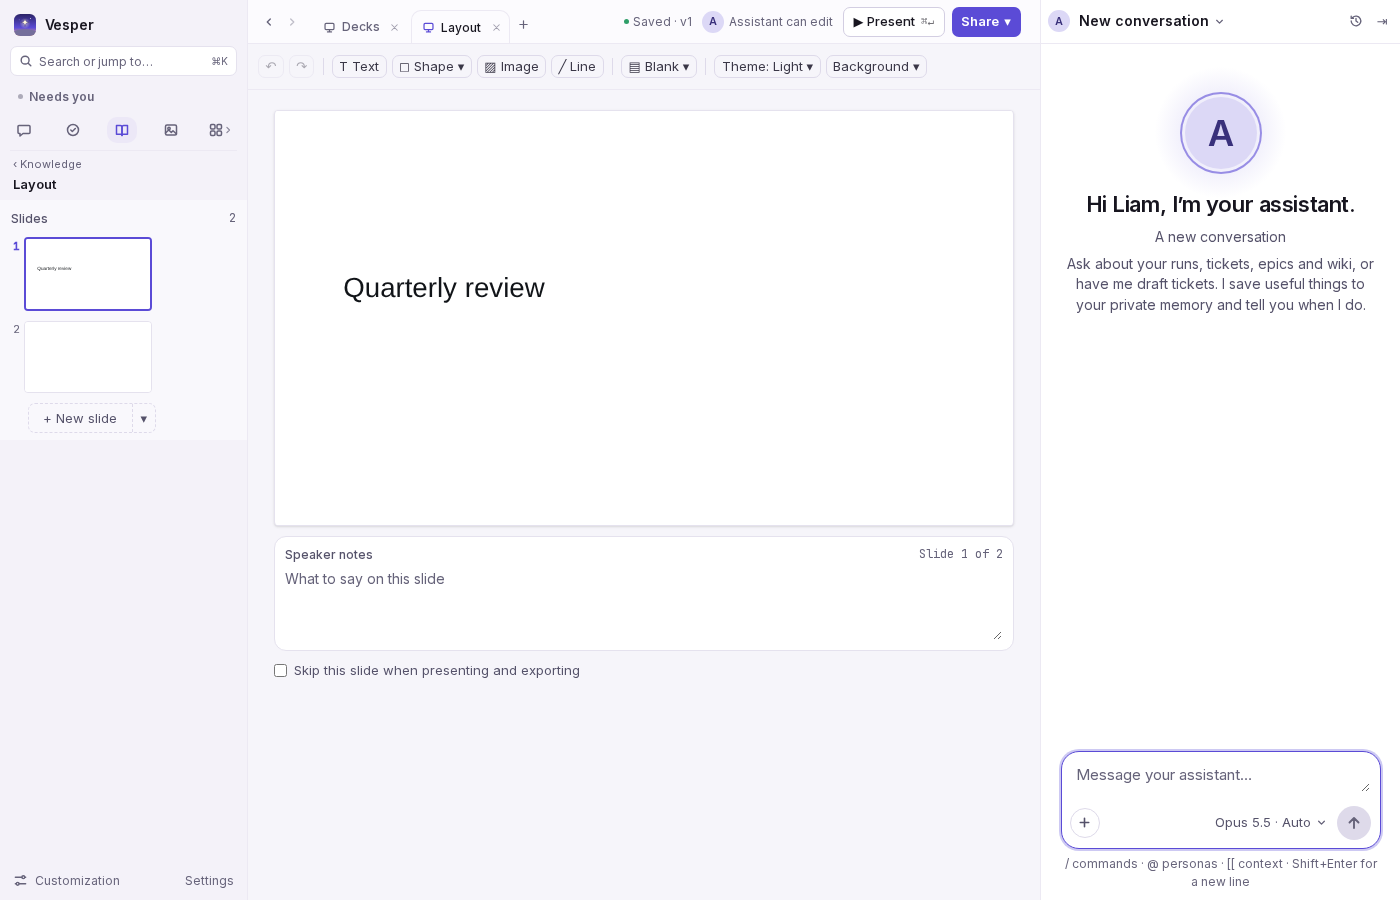 Vesper
Search or jump to… ⌘K
Needs you
‹ Knowledge
Layout
Slides 2
1
Quarterly review
2
+ New slide ▾
Customization Settings
Decks ×
Layout ×
+
Saved · v1
A Assistant can edit
▶ Present ⌘↵
Share ▾
T Text
Shape ▾
Image
Line
Blank ▾
Theme: Light ▾
Background ▾
Quarterly review
Speaker notes Slide 1 of 2
What to say on this slide
Skip this slide when presenting and exporting
A New conversation
A
Hi Liam, I’m your assistant.
A new conversation
Ask about your runs, tickets, epics and wiki, or
have me draft tickets. I save useful things to
your private memory and tell you when I do.
Message your assistant…
Opus 5.5 · Auto
/ commands · @ personas · [[ context · Shift+Enter for
a new line